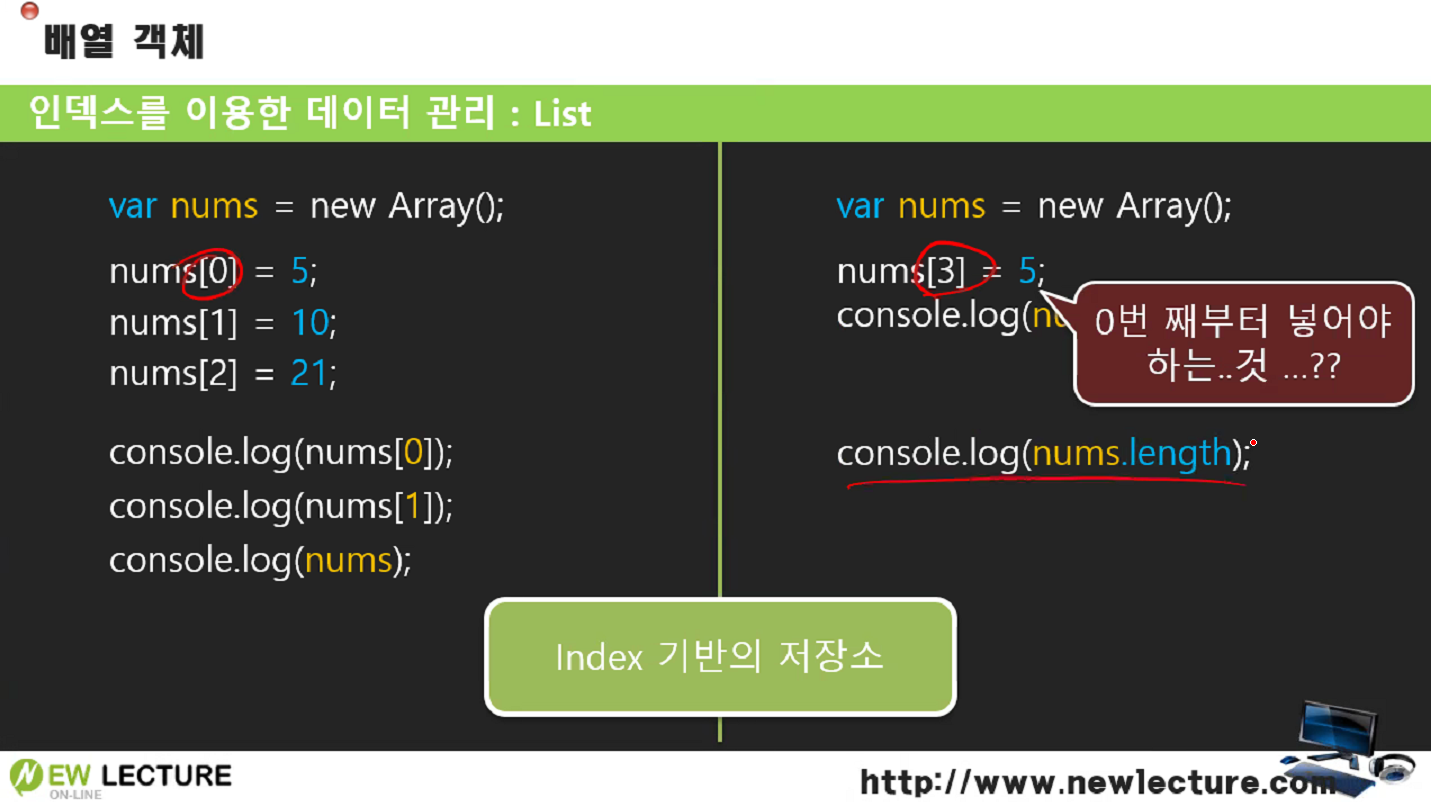 배열 객체
인덱스를 이용한 데이터 관리 : List
var nums = new Array();
nums[0] = 5;
nums[1] = 10;
nums[2] = 21;
console.log(nums[0]);
console.log(nums[1]);
console.log(nums);
var nums = new Array();
nums[3] = 5;
console.log(nu
0번 째부터 넣어야
하는..것 ...??
console.log(nums.length);
Index 기반의 저장소
NEW LECTURE
ON-LINE
http://www.newlecture.com